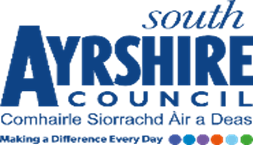 south
AYRSHIRE
COUNCIL
Comhairle Siorrachd Àir a Deas
Making a Difference Every Day